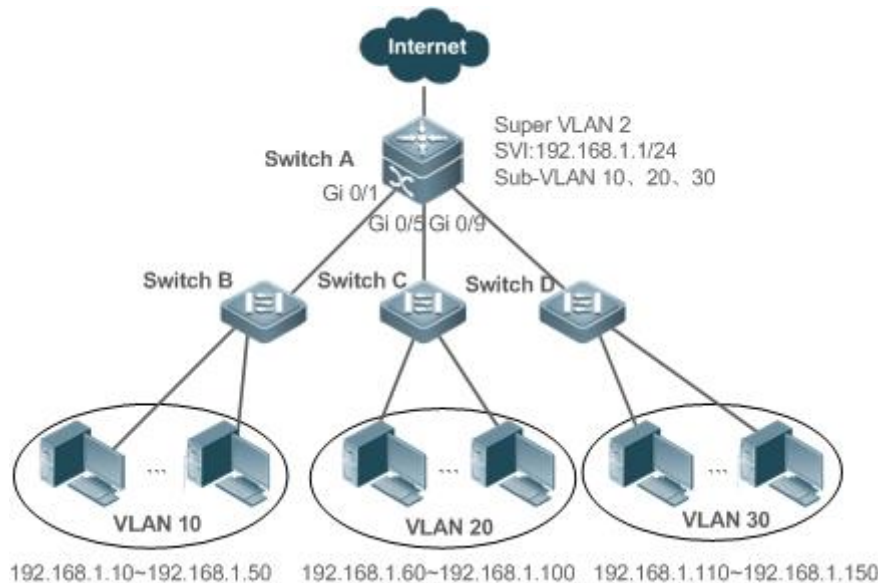 Internet
Super VLAN 2
SVI:192.168.1.1/24
Sub-VLAN 10、20、30
Switch A
Gi 0/1
Gi 0/5
Gi 0/9
Switch B
Switch C
Switch D
...
...
...
VLAN 10
VLAN 20
VLAN 30
192.168.1.10~192.168.1.50
192.168.1.60~192.168.1.100
192.168.1.110~192.168.1.150